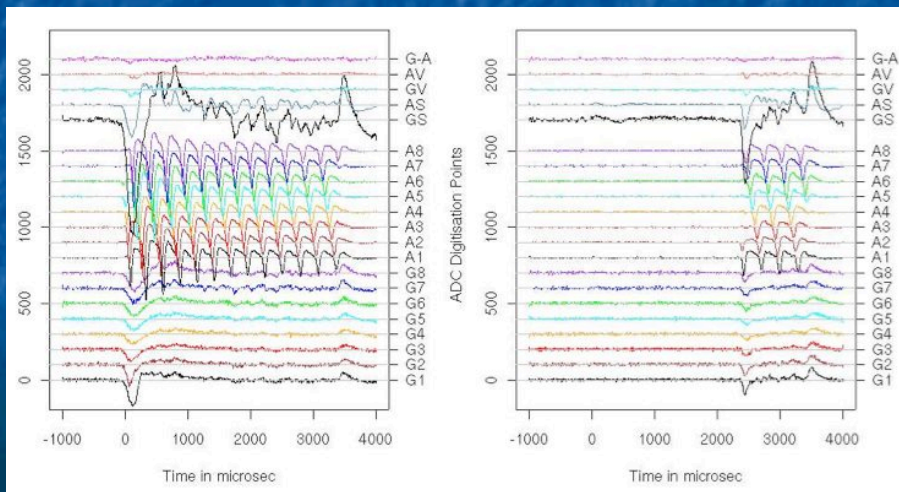 G-A
AV
GV
AS
GS
A8
A7
A6
A5
A4
A3
A2
A1
G8
G7
G6
G5
G4
G3
G2
G1
2000
1500
1000
500
0
-1000 0 1000 2000 3000 4000
Time in microsec
ADC Digitisation Points
2000
1500
1000
500
0
G-A
AV
GV
AS
GS
A8
A7
A6
A5
A4
A3
A2
A1
G8
G7
G6
G5
G4
G3
G2
G1
-1000 0 1000 2000 3000 4000
Time in microsec